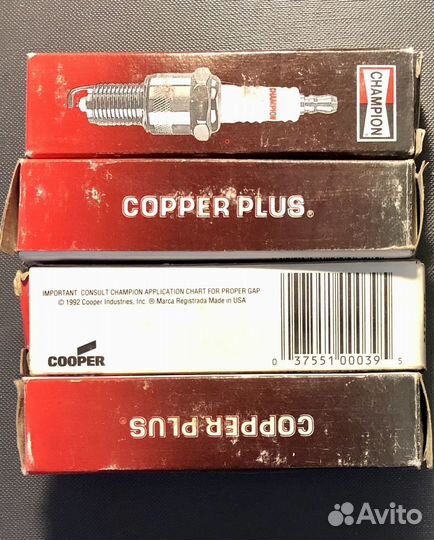 CHAMPION
CHAMPION
COPPER PLUS®
IMPORTANT: CONSULT CHAMPION APPLICATION CHART FOR PROPER GAP
© 1992 Cooper Industries, Inc. ® Marca Registrada Made in USA
COOPER
0 37551 00039 5
COPPER PLUS®
Avito